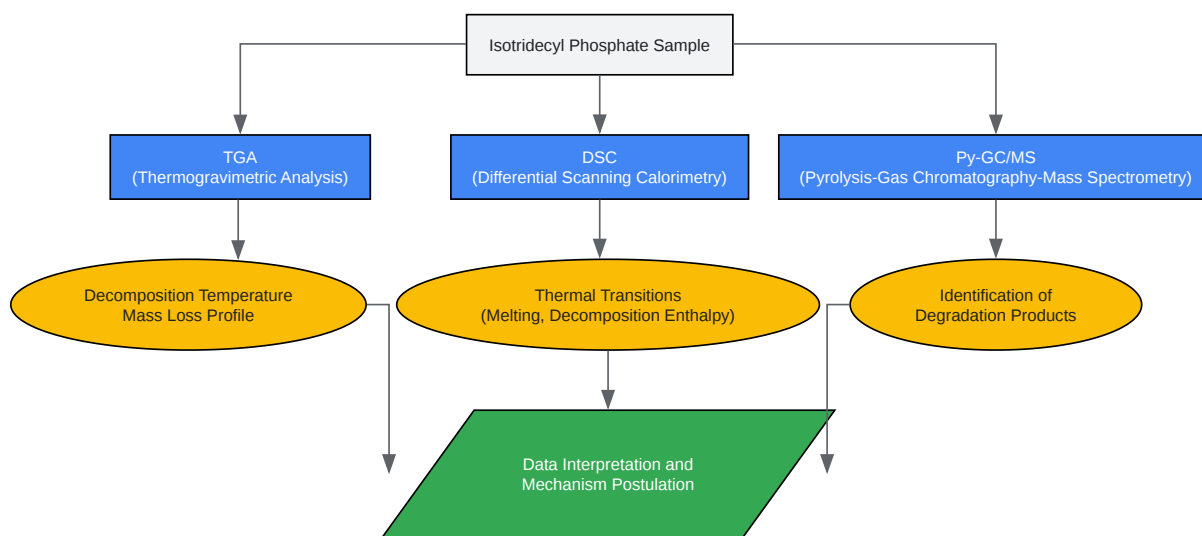 Isotridecyl Phosphate Sample
TGA
(Thermogravimetric Analysis)
DSC
(Differential Scanning Calorimetry)
Py-GC/MS
(Pyrolysis-Gas Chromatography-Mass Spectrometry)
Decomposition Temperature
Mass Loss Profile
Thermal Transitions
(Melting, Decomposition Enthalpy)
Identification of
Degradation Products
Data Interpretation and
Mechanism Postulation